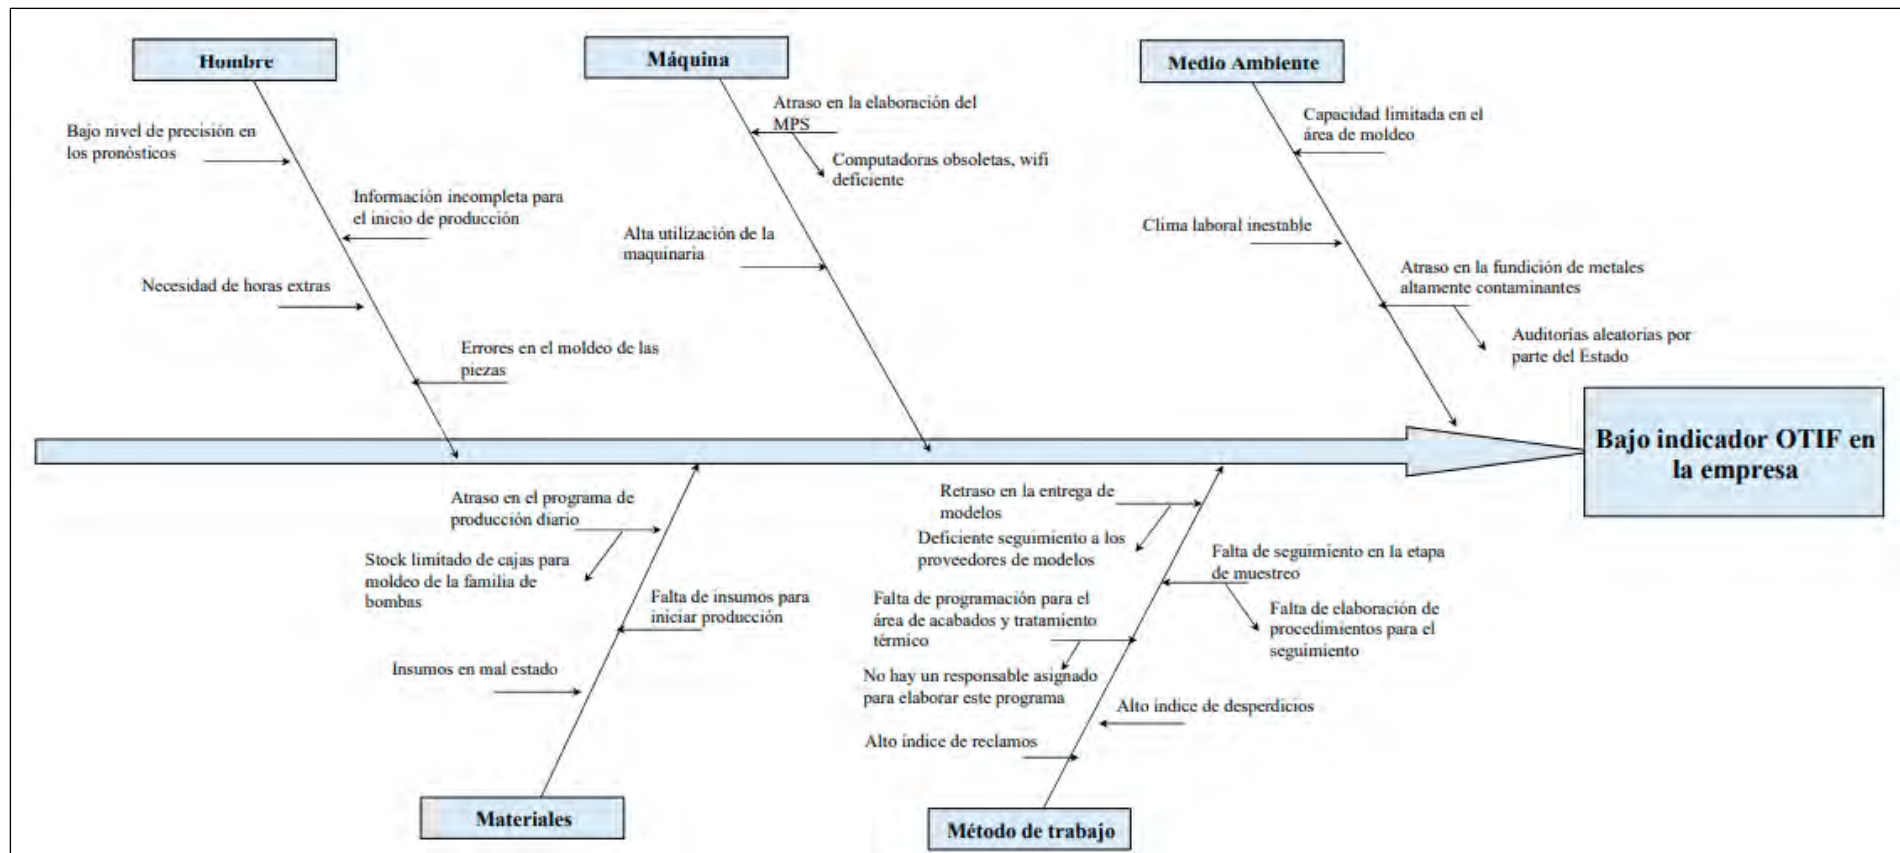 Hombre
Máquina
Medio Ambiente
Bajo nivel de precisión en
los pronósticos
Información incompleta para
el inicio de producción
Necesidad de horas extras
Errores en el moldeo de las
piezas
Atraso en la elaboración del
MPS
Computadoras obsoletas, wifi
deficiente
Alta utilización de la
maquinaria
Capacidad limitada en el
área de moldeo
Clima laboral inestable
Atraso en la fundición de metales
altamente contaminantes
Auditorías aleatorias por
parte del Estado
Bajo indicador OTIF en
la empresa
Atraso en el programa de
producción diario
Stock limitado de cajas para
moldeo de la familia de
bombas
Falta de insumos para
iniciar producción
Insumos en mal estado
Materiales
Retraso en la entrega de
modelos
Deficiente seguimiento a los
proveedores de modelos
Falta de seguimiento en la etapa
de muestreo
Falta de elaboración de
procedimientos para el
seguimiento
Falta de programación para el
área de acabados y tratamiento
térmico
No hay un responsable asignado
para elaborar este programa
Alto índice de desperdicios
Alto índice de reclamos
Método de trabajo